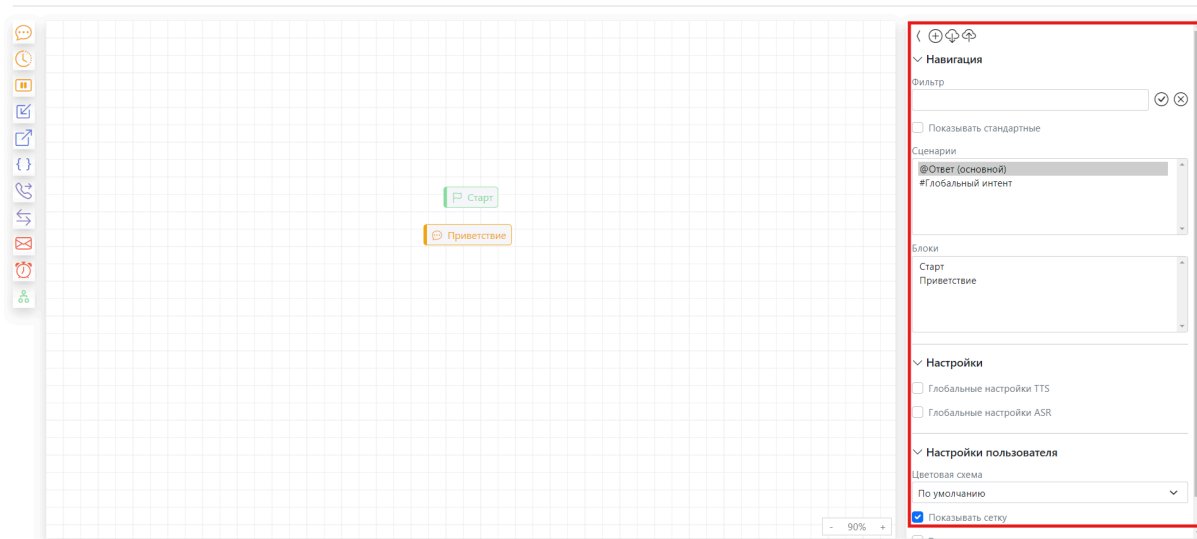 Навигация
Фильтр
Показывать стандартные
Сценарии
@Ответ (основной)
#Глобальный интент
Старт
Приветствие
Блоки
Старт
Приветствие
Настройки
Глобальные настройки TTS
Глобальные настройки ASR
Настройки пользователя
Цветовая схема
По умолчанию
Показывать сетку
- 90% +